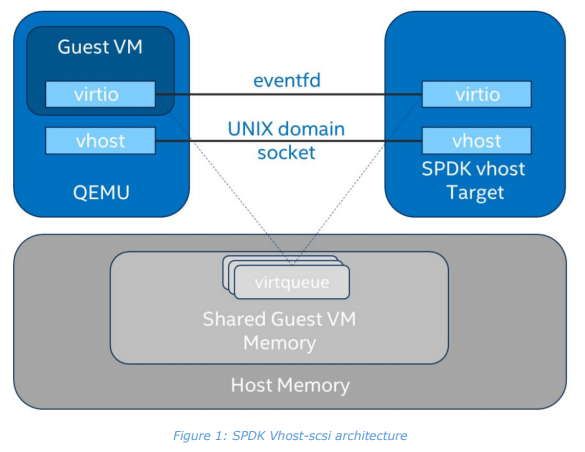 Guest VM
virtio
vhost
QEMU
eventfd
UNIX domain
socket
virtio
vhost
SPDK vhost
Target
virtqueue
Shared Guest VM
Memory
Host Memory
Figure 1: SPDK Vhost-scsi architecture